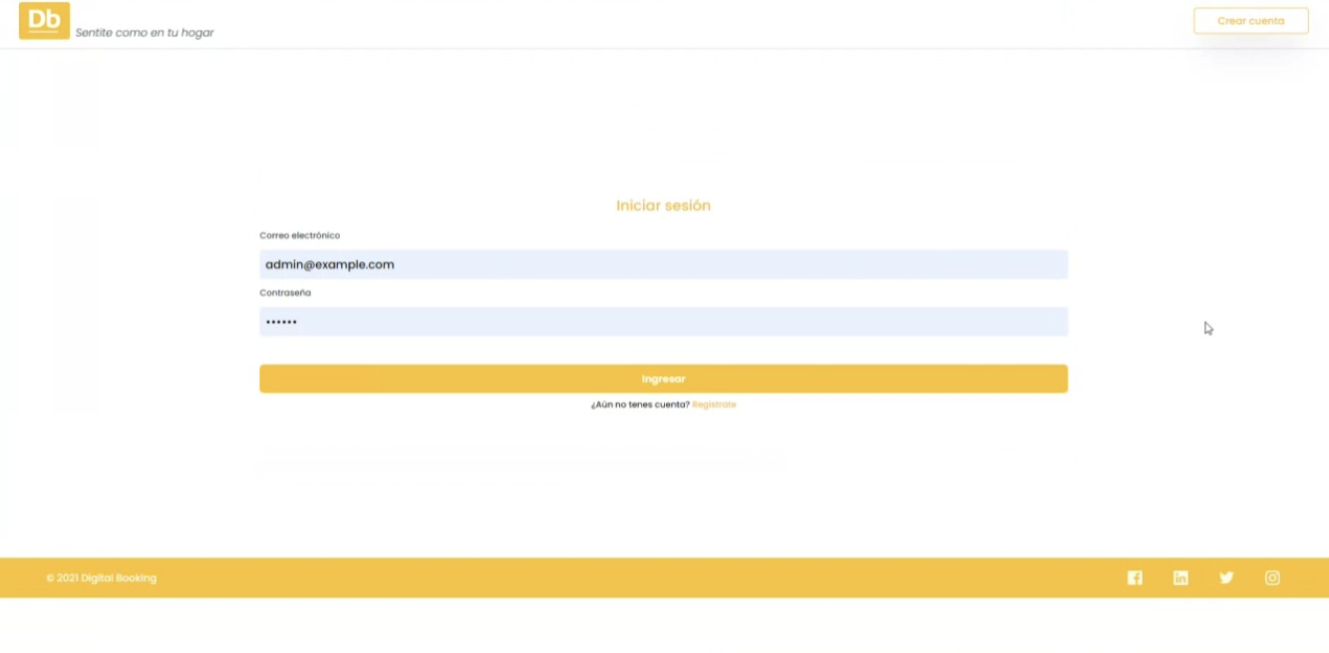 Db
Sentite como en tu hogar
Crear cuenta
Iniciar sesión
Correo electrónico
admin@example.com
Contraseña
••••••
Ingresar
¿Aún no tenes cuenta? Registrate
© 2021 Digital Booking